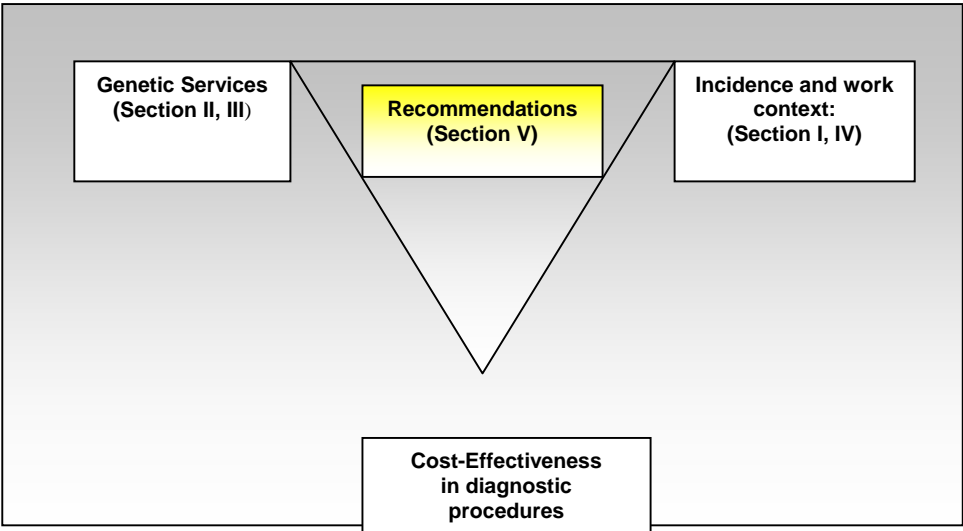 Genetic Services
(Section II, III)
Recommendations
(Section V)
Incidence and work
context:
(Section I, IV)
Cost-Effectiveness
in diagnostic
procedures